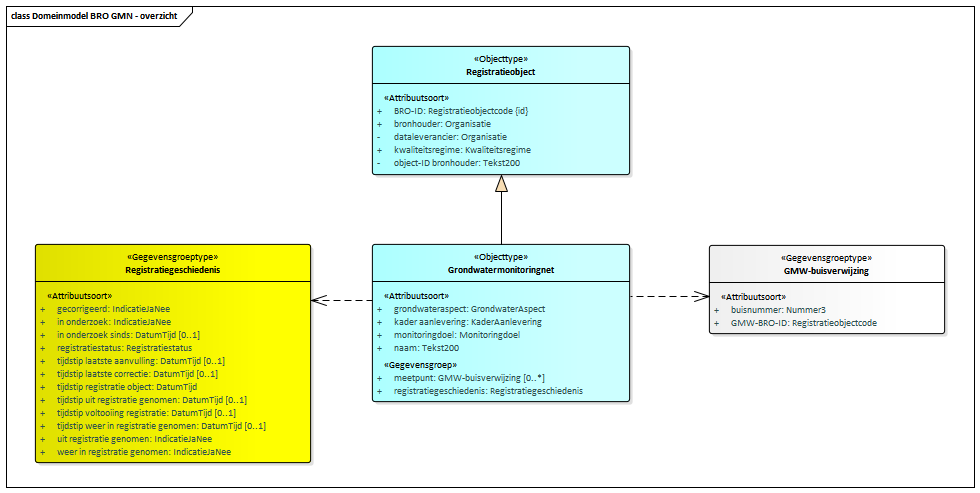 class Domeinmodel BRO GMN - overzicht
«Objecttype»
Registratieobject
«Attribuutsoort»
+ BRO-ID: Registratieobjectcode {id}
+ bronhouder: Organisatie
- dataleverancier: Organisatie
+ kwaliteitsregime: Kwaliteitsregime
- object-ID bronhouder: Tekst200
«Gegevensgroeptype»
Registratiegeschiedenis
«Attribuutsoort»
+ gecorrigeerd: IndicatieJaNee
+ in onderzoek: IndicatieJaNee
+ in onderzoek sinds: DatumTijd [0..1]
+ registratiestatus: Registratiestatus
+ tijdstip laatste aanvulling: DatumTijd [0..1]
+ tijdstip laatste correctie: DatumTijd [0..1]
+ tijdstip registratie object: DatumTijd
+ tijdstip uit registratie genomen: DatumTijd [0..1]
+ tijdstip voltooiing registratie: DatumTijd [0..1]
+ tijdstip weer in registratie genomen: DatumTijd [0..1]
+ uit registratie genomen: IndicatieJaNee
+ weer in registratie genomen: IndicatieJaNee
«Objecttype»
Grondwatermonitoringnet
«Attribuutsoort»
+ grondwateraspect: GrondwaterAspect
+ kader aanlevering: KaderAanlevering
+ monitoringdoel: Monitoringdoel
+ naam: Tekst200
«Gegevensgroep»
+ meetpunt: GMW-buisverwijzing [0..*]
+ registratiegeschiedenis: Registratiegeschiedenis
«Gegevensgroeptype»
GMW-buisverwijzing
«Attribuutsoort»
+ buisnummer: Nummer3
+ GMW-BRO-ID: Registratieobjectcode